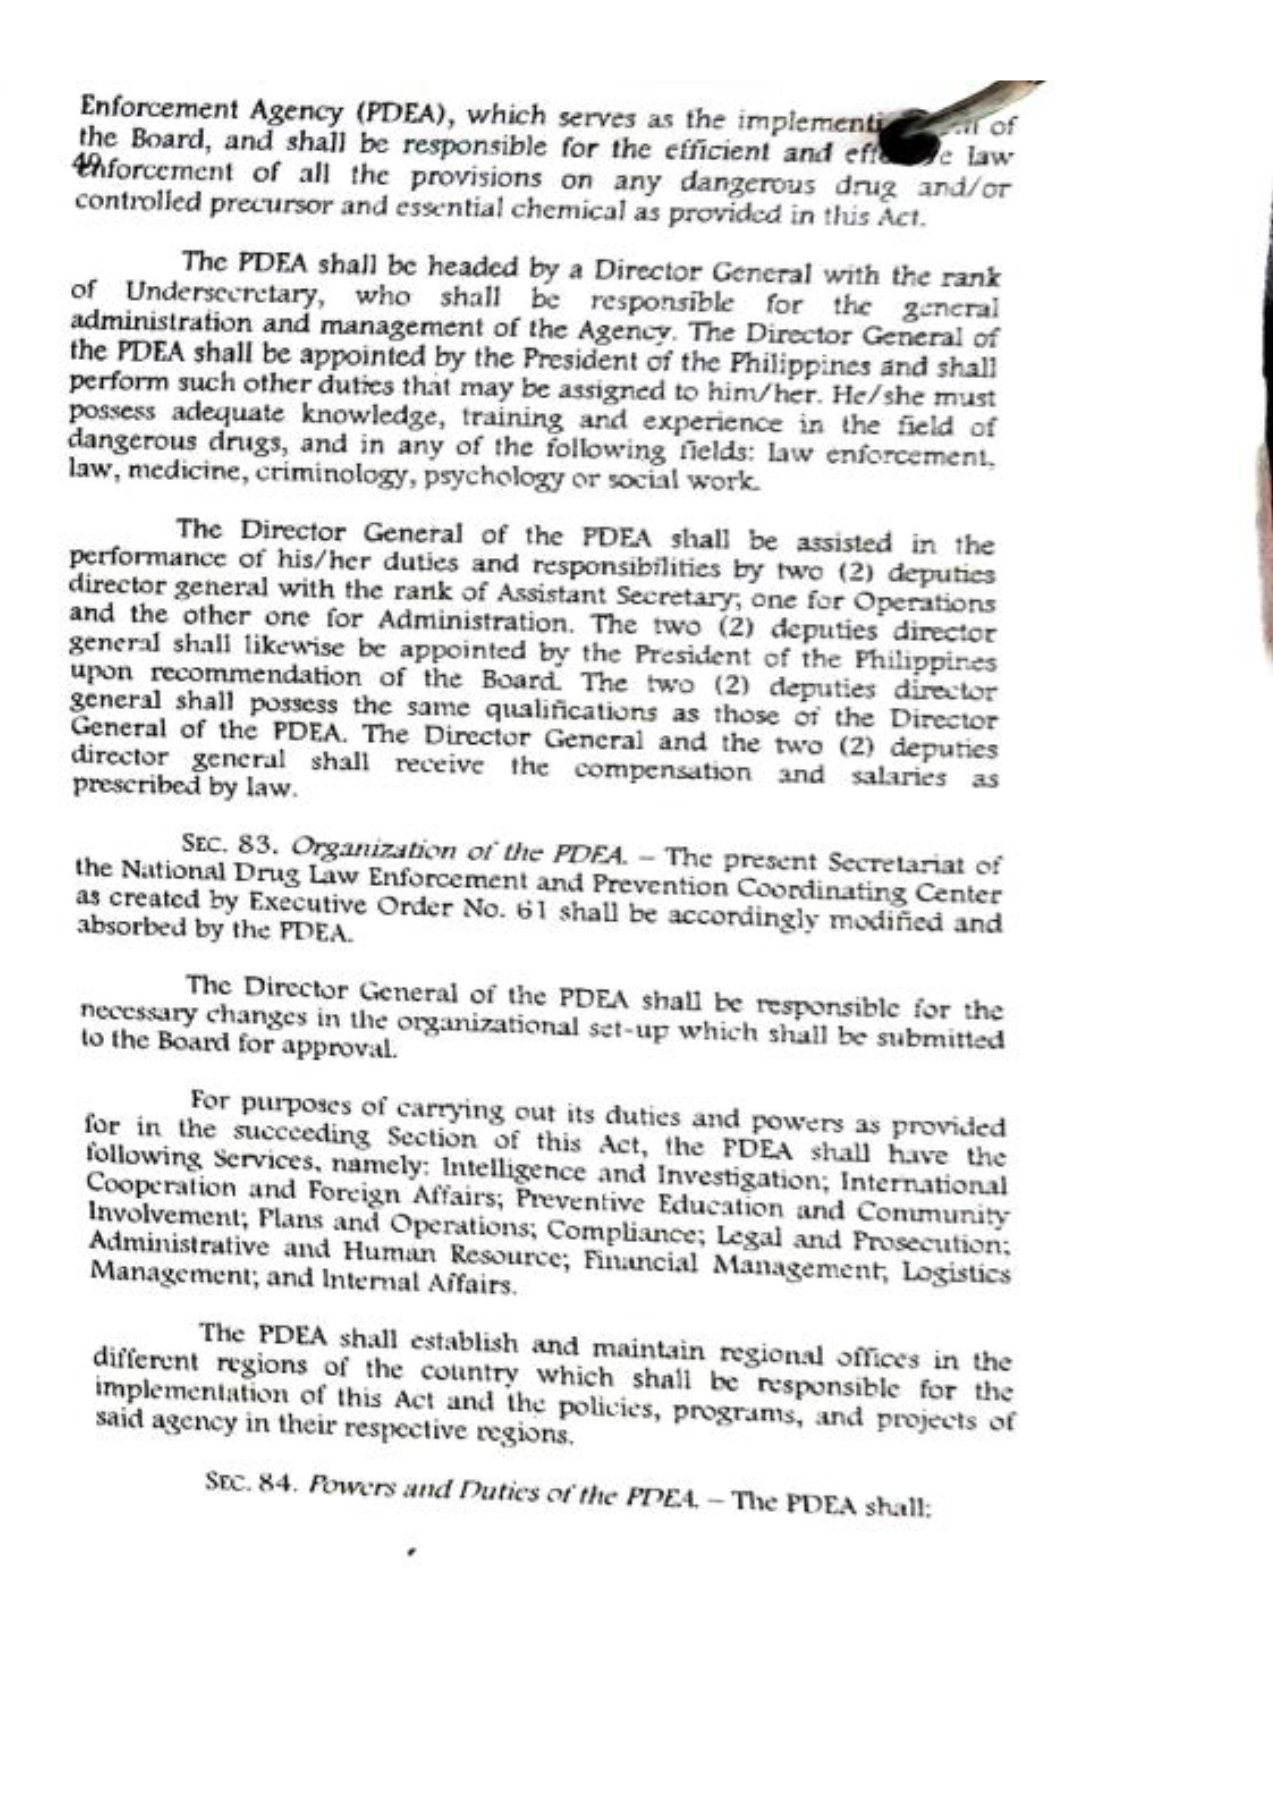 Enforcement Agency (PDEA), which serves as the of
the Board, and shall be responsible for the efficient and law
enforcement of all the provisions on any dangerous drug and/or
controlled precursor and essential chemical as provided in this Act.
The PDEA shall be headed by a Director General with the rank
of Undersecretary, who shall be responsible for the general
administration and management of the Agency. The Director General of
the PDEA shall be appointed by the President of the Philippines and shall
perform such other duties that may be assigned to him/her. He/she must
possess adequate knowledge, training and experience in the field of
dangerous drugs, and in any of the following fields: law enforcement,
law, medicine, criminology, psychology or social work.
The Director General of the PDEA shall be assisted in the
performance of his/her duties and responsibilities by two (2) deputies
director general with the rank of Assistant Secretary; one for Operations
and the other one for Administration. The two (2) deputies director
general shall likewise be appointed by the President of the Philippines
upon recommendation of the Board. The two (2) deputies director
general shall possess the same qualifications as those of the Director
General of the PDEA. The Director General and the two (2) deputies
director general shall receive the compensation and salaries as
prescribed by law.
SEC. 83. Organization of the PDEA. – The present Secretariat of
the National Drug Law Enforcement and Prevention Coordinating Center
as created by Executive Order No. 61 shall be accordingly modified and
absorbed by the PDEA.
The Director General of the PDEA shall be responsible for the
necessary changes in the organizational set-up which shall be submitted
to the Board for approval.
For purposes of carrying out its duties and powers as provided
for in the succeeding Section of this Act, the PDEA shall have the
following Services, namely: Intelligence and Investigation; International
Cooperation and Foreign Affairs; Preventive Education and Community
Involvement; Plans and Operations; Compliance; Legal and Prosecution;
Administrative and Human Resource; Financial Management; Logistics
Management; and Internal Affairs.
The PDEA shall establish and maintain regional offices in the
different regions of the country which shall be responsible for the
implementation of this Act and the policies, programs, and projects of
said agency in their respective regions.
SEC. 84. Powers and Duties of the PDEA. – The PDEA shall: